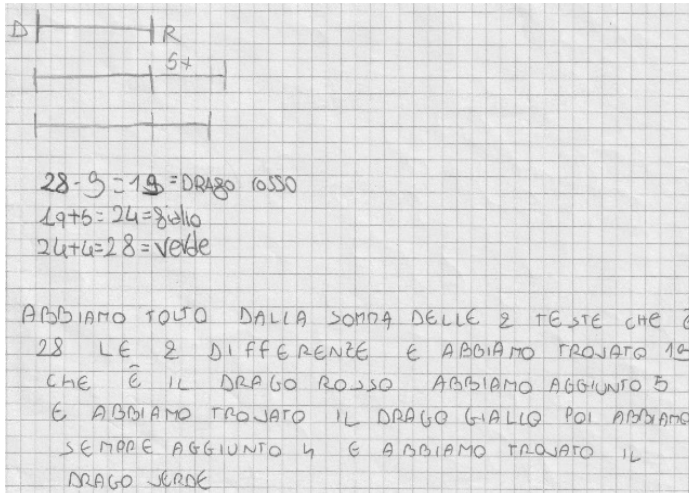 D R
5+
28-9=19=DRAGO ROSSO
19+5=24=giallo
24+4=28=verde
ABBIAMO TOLTO DALLA SOMMA DELLE 2 TESTE CHE È
28 LE 2 DIFFERENZE E ABBIAMO TROVATO 19
CHE È IL DRAGO ROSSO ABBIAMO AGGIUNTO 5
E ABBIAMO TROVATO IL DRAGO GIALLO POI ABBIAMO
SEMPRE AGGIUNTO 4 E ABBIAMO TROVATO IL
DRAGO VERDE